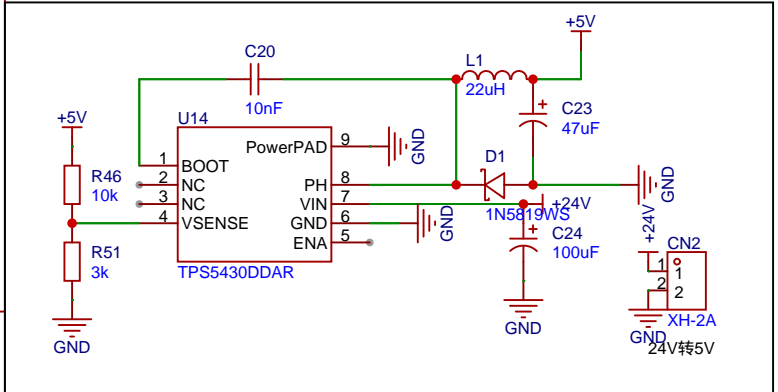 +5V
C20
10nF
L1
22uH
C23
47uF
+5V
R46
10k
R51
3k
GND
U14
PowerPAD
9
GND
1
BOOT
2
NC
3
NC
4
VSENSE
PH
8
VIN
7
GND
6
ENA
5
TPS5430DDAR
GND
D1
1N5819WS
GND
+24V
C24
100uF
GND
+24V
CN2
1
1
2
2
XH-2A
GND
24V转5V